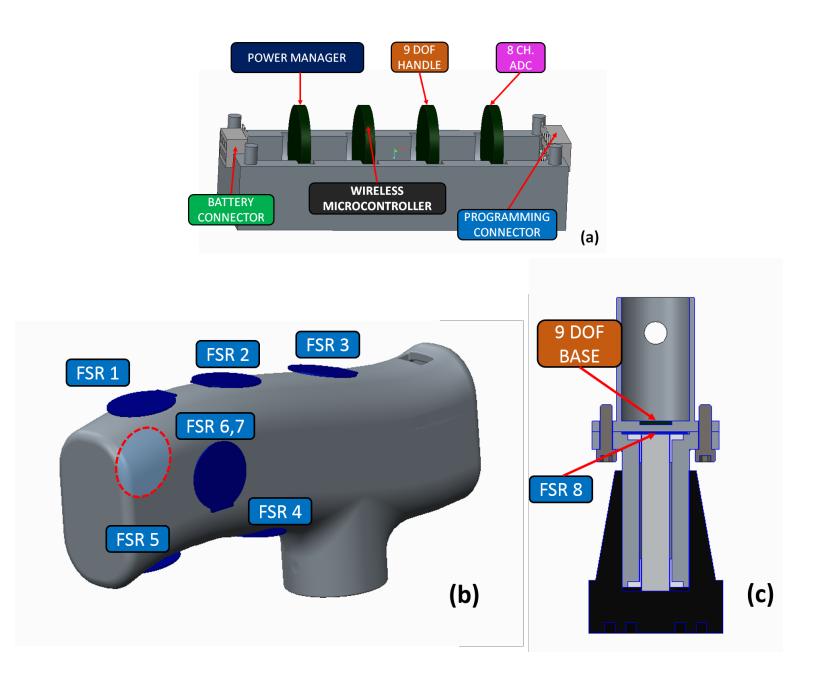 POWER MANAGER
9 DOF
HANDLE
8 CH.
ADC
BATTERY
CONNECTOR
WIRELESS
MICROCONTROLLER
PROGRAMMING
CONNECTOR
(a)
FSR 1
FSR 2
FSR 3
FSR 6,7
FSR 4
FSR 5
(b)
9 DOF
BASE
FSR 8
(c)